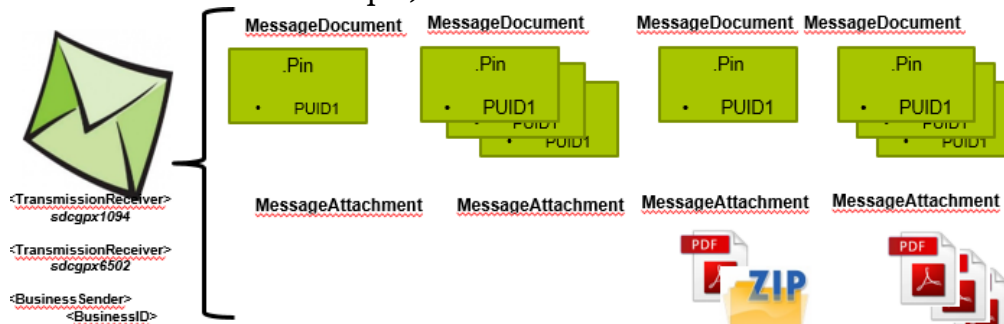 MessageDocument MessageDocument MessageDocument MessageDocument
.Pin .Pin .Pin .Pin
• PUID1 • PUID1 • PUID1 • PUID1
PUID1 PUID1
• PUID1 • PUID1
<TransmissionReceiver>
sdcgpx1094
MessageAttachment MessageAttachment MessageAttachment MessageAttachment
<TransmissionReceiver>
sdcgpx6502
PDF PDF
ZIP
<BusinessSender>
<BusinessID>